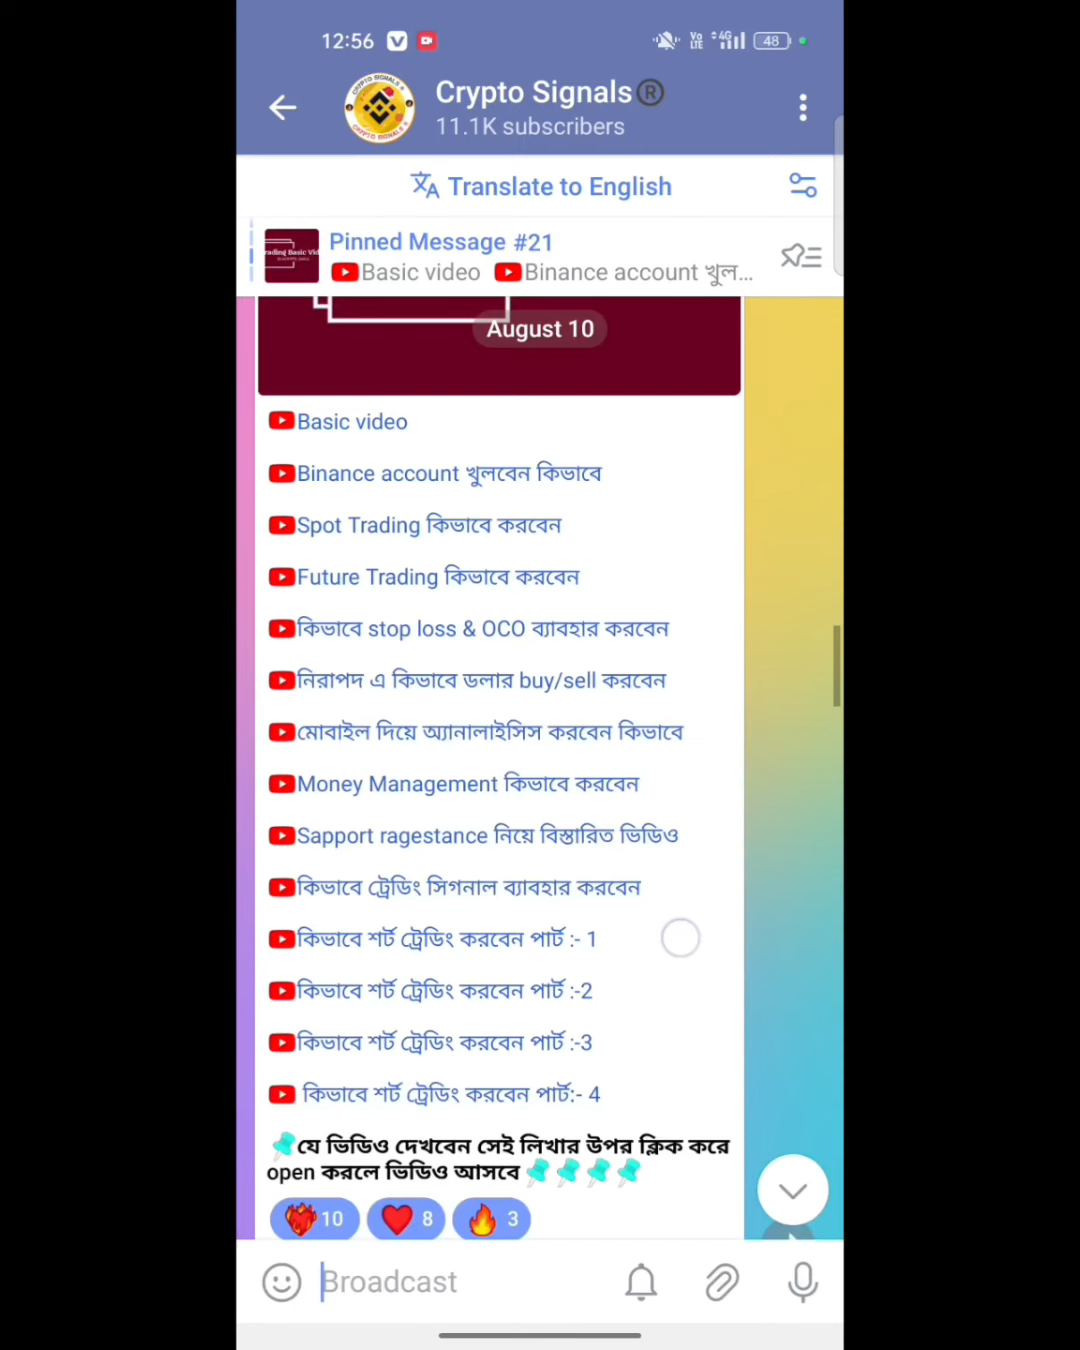 12:56
Vo LTE 4G 48
Crypto Signals®
11.1K subscribers
Translate to English
Pinned Message #21
Basic video Binance account খুল...
August 10
Basic video
Binance account খুলবেন কিভাবে
Spot Trading কিভাবে করবেন
Future Trading কিভাবে করবেন
কিভাবে stop loss & OCO ব্যাবহার করবেন
নিরাপদ এ কিভাবে ডলার buy/sell করবেন
মোবাইল দিয়ে অ্যানালাইসিস করবেন কিভাবে
Money Management কিভাবে করবেন
Sapport ragestance নিয়ে বিস্তারিত ভিডিও
কিভাবে ট্রেডিং সিগনাল ব্যাবহার করবেন
কিভাবে শর্ট ট্রেডিং করবেন পার্ট :- 1
কিভাবে শর্ট ট্রেডিং করবেন পার্ট :-2
কিভাবে শর্ট ট্রেডিং করবেন পার্ট :-3
কিভাবে শর্ট ট্রেডিং করবেন পার্ট:- 4
📌যে ভিডিও দেখবেন সেই লিখার উপর ক্লিক করে
open করলে ভিডিও আসবে📌📌📌📌
10 8 3
Broadcast